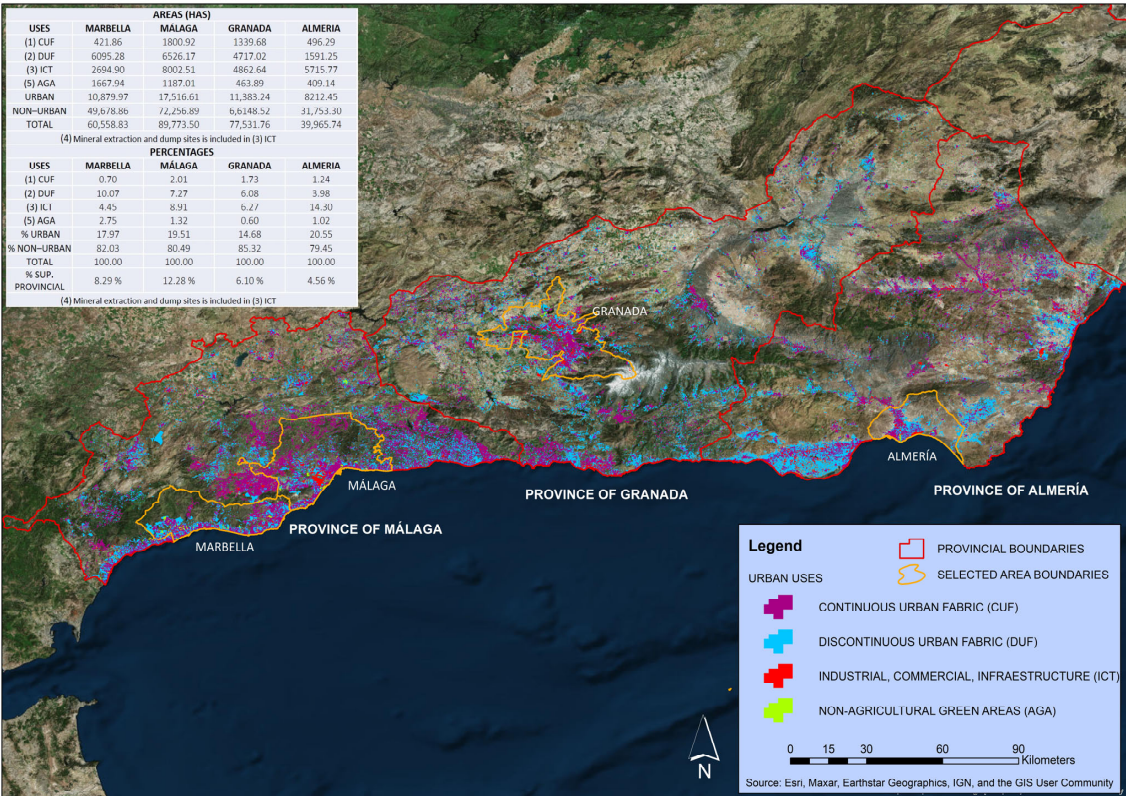 AREAS (HAS)
USES MARBELLA MÁLAGA GRANADA ALMERIA
(1) CUF 421.86 1800.92 1339.68 496.29
(2) DUF 6095.28 6526.17 4717.02 1591.25
(3) ICT 2694.90 8002.51 4862.64 5715.77
(5) AGA 1667.94 1187.01 463.89 409.14
URBAN 10,879.97 17,516.61 11,383.24 8212.45
NON–URBAN 49,678.86 72,256.89 6,6148.52 31,753.30
TOTAL 60,558.83 89,773.50 77,531.76 39,965.74
(4) Mineral extraction and dump sites is included in (3) ICT
PERCENTAGES
USES MARBELLA MÁLAGA GRANADA ALMERIA
(1) CUF 0.70 2.01 1.73 1.24
(2) DUF 10.07 7.27 6.08 3.98
(3) ICT 4.45 8.91 6.27 14.30
(5) AGA 2.75 1.32 0.60 1.02
% URBAN 17.97 19.51 14.68 20.55
% NON–URBAN 82.03 80.49 85.32 79.45
TOTAL 100.00 100.00 100.00 100.00
% SUP.
PROVINCIAL 8.29 % 12.28 % 6.10 % 4.56 %
(4) Mineral extraction and dump sites is included in (3) ICT
GRANADA
ALMERÍA
MÁLAGA
PROVINCE OF GRANADA
PROVINCE OF ALMERÍA
PROVINCE OF MÁLAGA
MARBELLA
Legend
PROVINCIAL BOUNDARIES
SELECTED AREA BOUNDARIES
URBAN USES
CONTINUOUS URBAN FABRIC (CUF)
DISCONTINUOUS URBAN FABRIC (DUF)
INDUSTRIAL, COMMERCIAL, INFRAESTRUCTURE (ICT)
NON-AGRICULTURAL GREEN AREAS (AGA)
N
0 15 30 60 90
Kilometers
Source: Esri, Maxar, Earthstar Geographics, IGN, and the GIS User Community